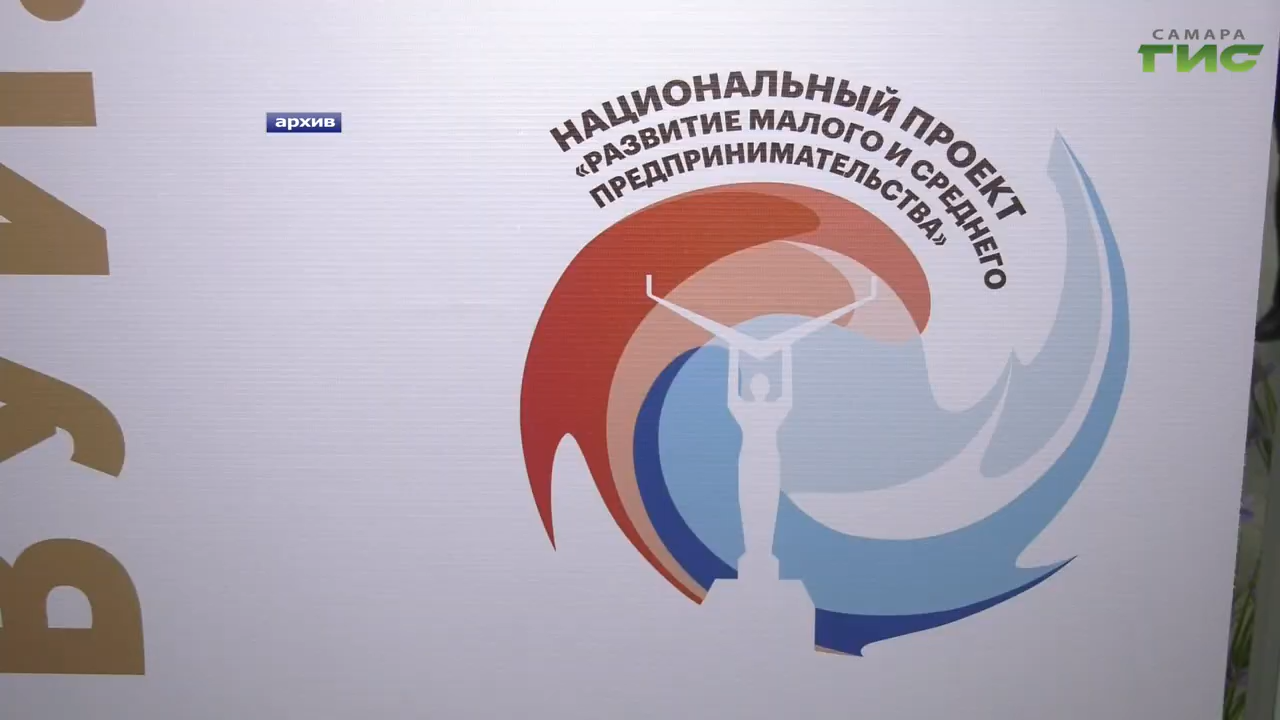 САМАРА
ГИС
архив
НАЦИОНАЛЬНЫЙ ПРОЕКТ
«РАЗВИТИЕ МАЛОГО И СРЕДНЕГО
ПРЕДПРИНИМАТЕЛЬСТВА»